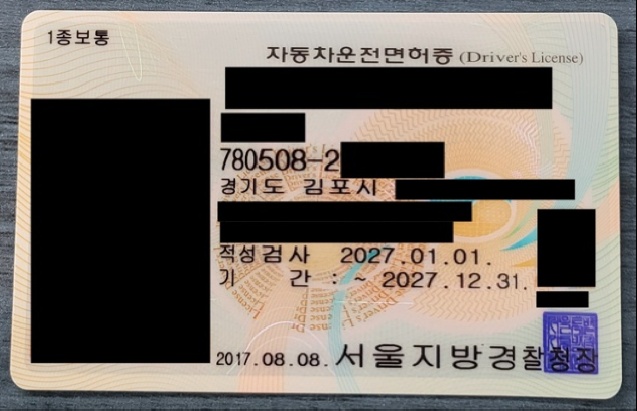 1종보통
자동차운전면허증 (Driver's License)
780508-2
경기도 김포시
적성검사 2027.01.01.
기 간 : ~ 2027.12.31.
2017.08.08. 서울지방경찰청장